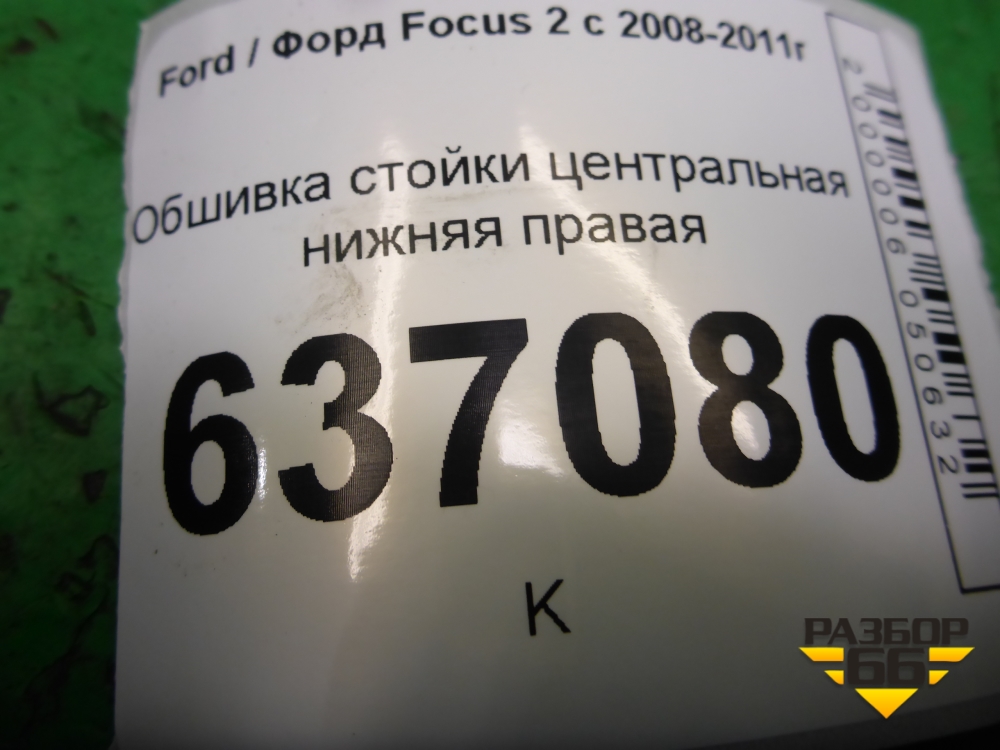 Ford / Форд Focus 2 с 2008-2011г
Обшивка стойки центральная
нижняя правая
637080
К
2000006050632
РАЗБОР
66